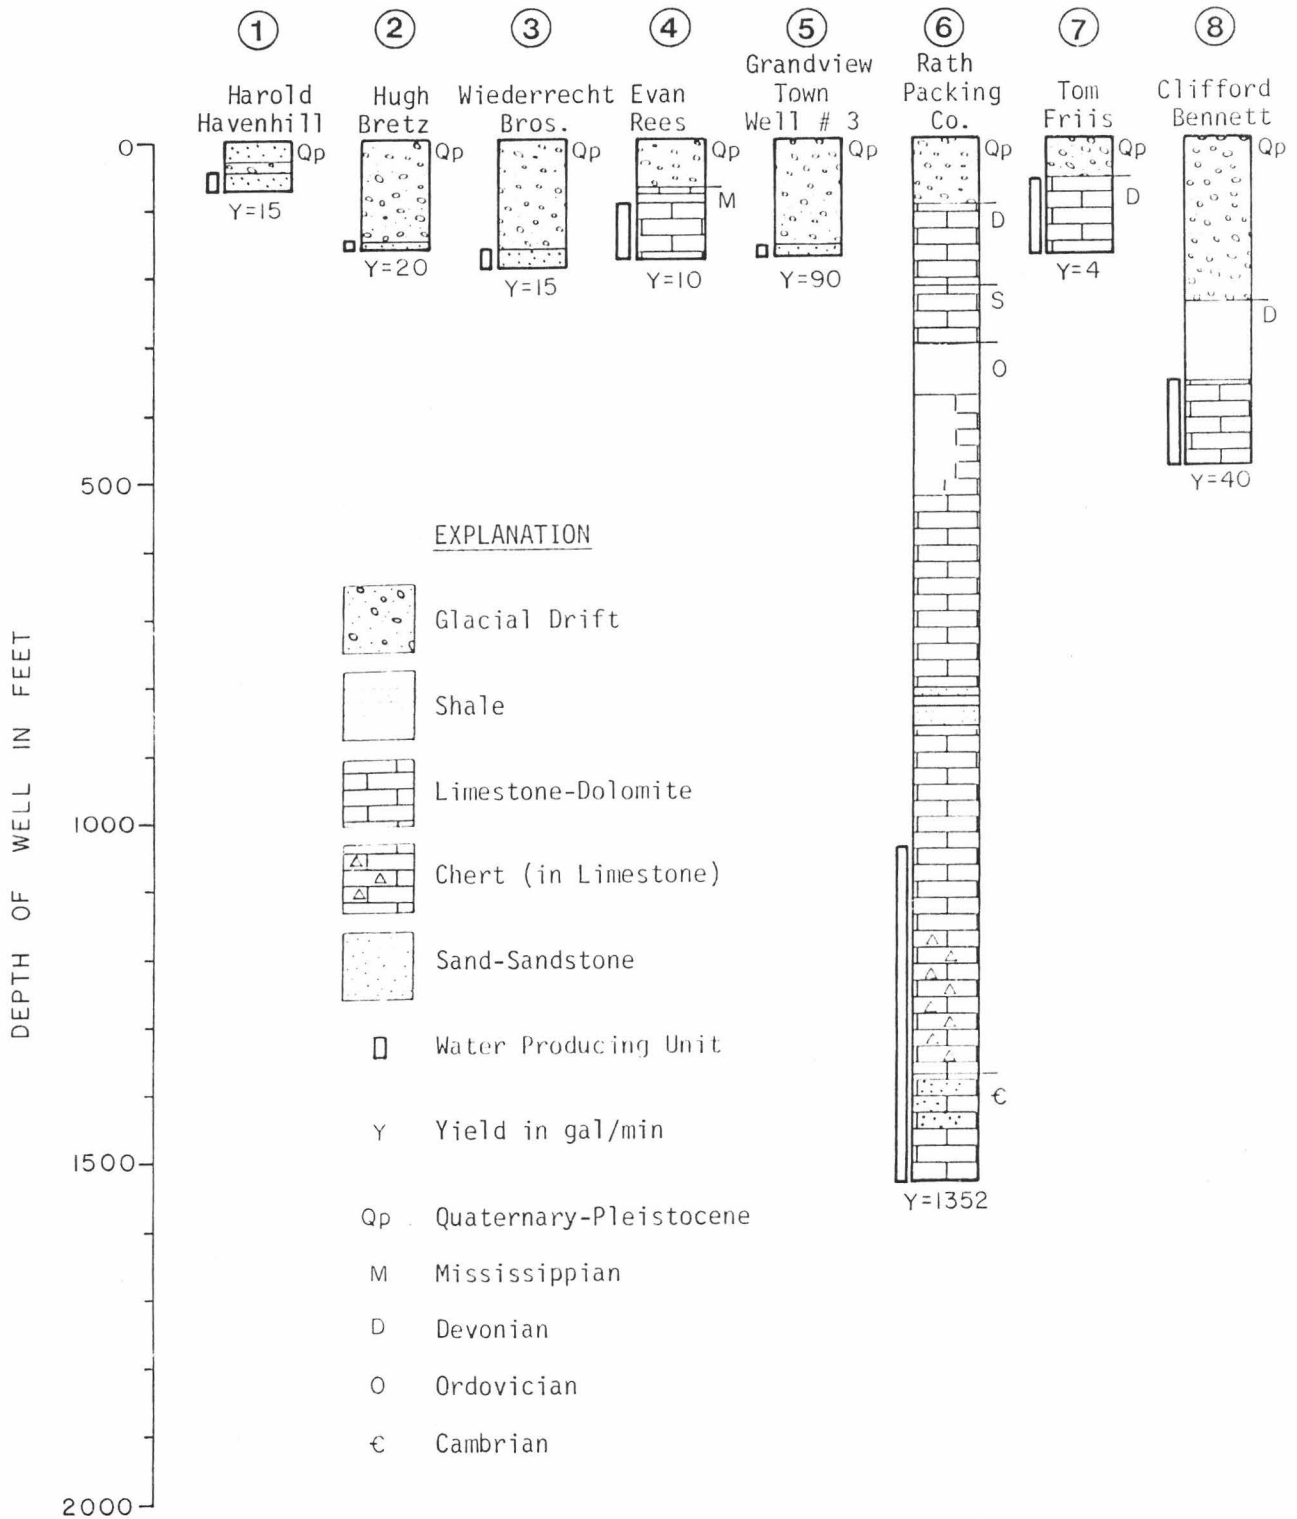 1
2
3
4
5
6
7
8
Harold
Havenhill
Hugh
Bretz
Wiederrecht
Bros.
Evan
Rees
Grandview
Town
Well # 3
Rath
Packing
Co.
Tom
Friis
Clifford
Bennett
Qp
Qp
Qp
Qp
Qp
Qp
Qp
Qp
M
D
S
O
Є
D
D
Y=15
Y=20
Y=15
Y=10
Y=90
Y=1352
Y=4
Y=40
DEPTH OF WELL IN FEET
0
500
1000
1500
2000
EXPLANATION
Glacial Drift
Shale
Limestone-Dolomite
Chert (in Limestone)
Sand-Sandstone
Water Producing Unit
Y Yield in gal/min
Qp Quaternary-Pleistocene
M Mississippian
D Devonian
O Ordovician
Є Cambrian